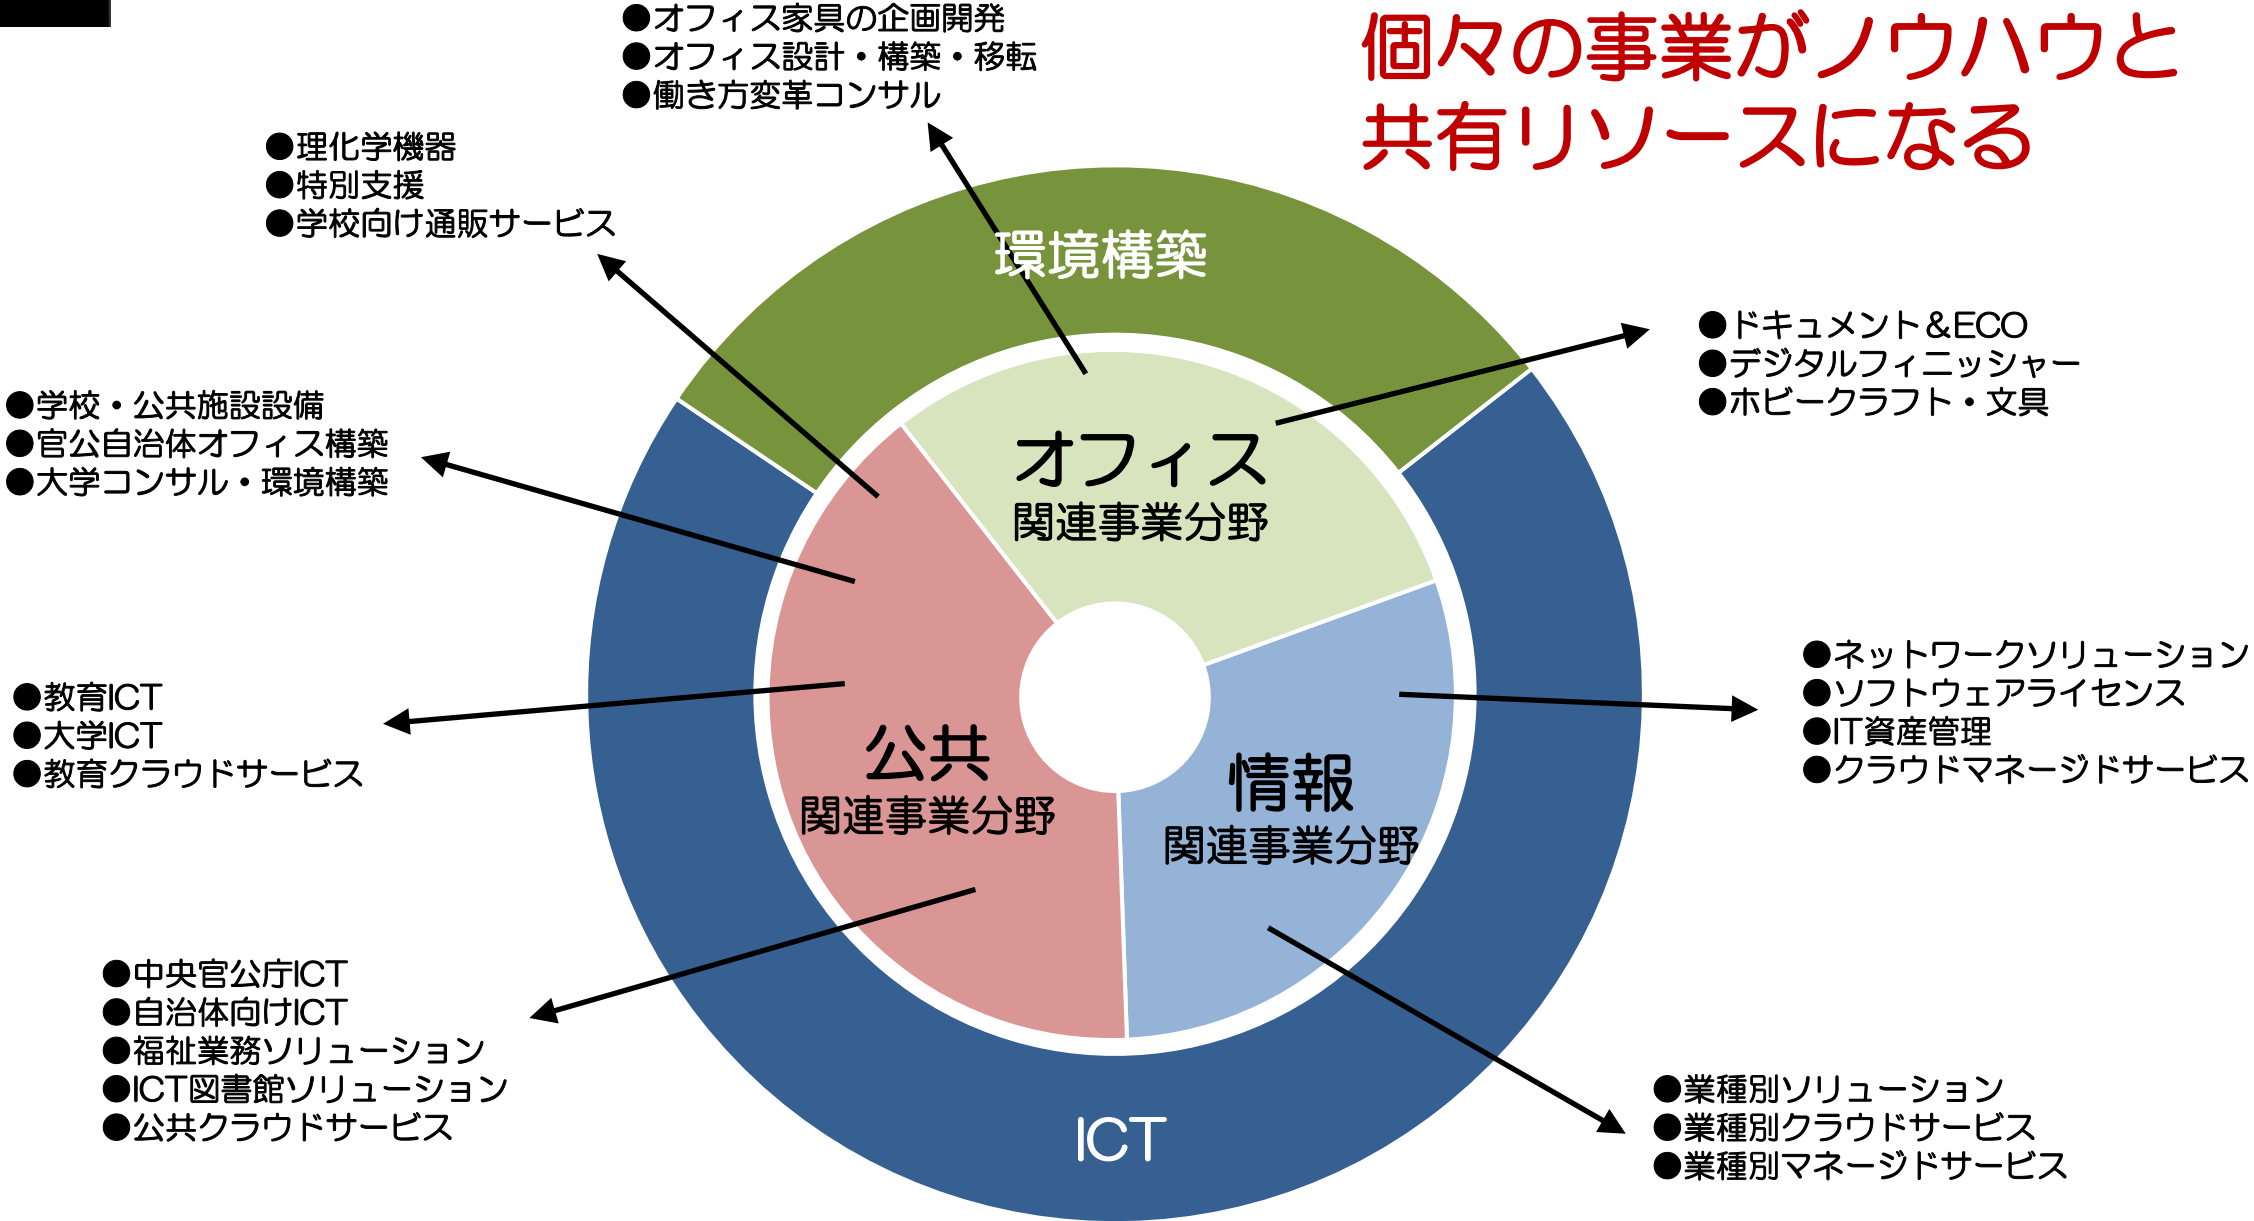 個々の事業がノウハウと
共有リソースになる
●オフィス家具の企画開発
●オフィス設計・構築・移転
●働き方変革コンサル
●理化学機器
●特別支援
●学校向け通販サービス
●学校・公共施設設備
●官公自治体オフィス構築
●大学コンサル・環境構築
●教育ICT
●大学ICT
●教育クラウドサービス
●中央官公庁ICT
●自治体向けICT
●福祉業務ソリューション
●ICT図書館ソリューション
●公共クラウドサービス
環境構築
オフィス
関連事業分野
公共
関連事業分野
情報
関連事業分野
ICT
●ドキュメント&ECO
●デジタルフィニッシャー
●ホビークラフト・文具
●ネットワークソリューション
●ソフトウェアライセンス
●IT資産管理
●クラウドマネージドサービス
●業種別ソリューション
●業種別クラウドサービス
●業種別マネージドサービス